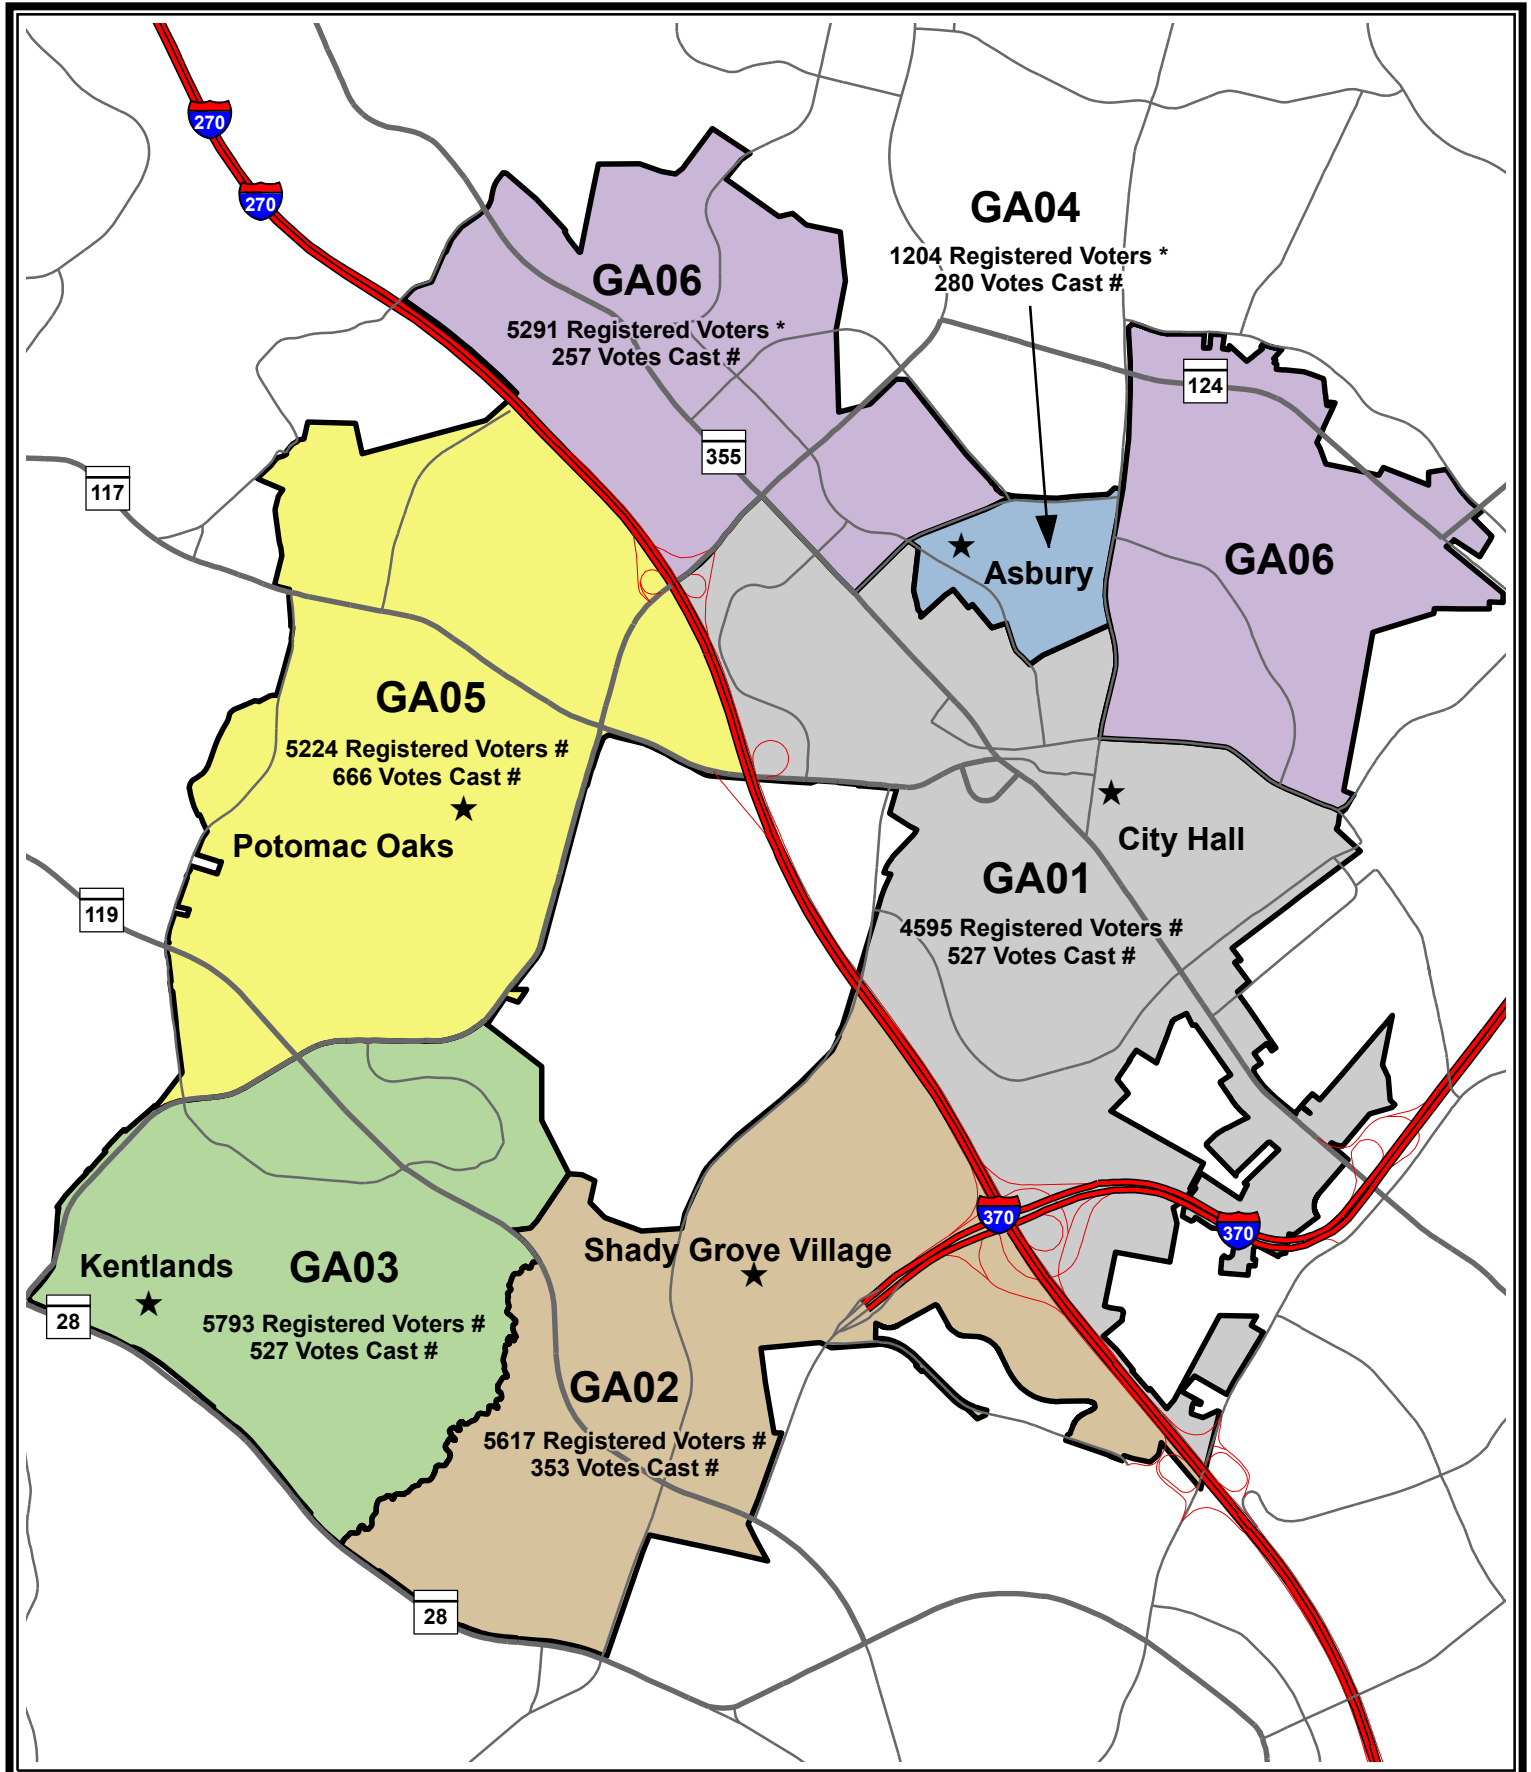 270
270
GA04
1204 Registered Voters *
280 Votes Cast #
GA06
5291 Registered Voters *
257 Votes Cast #
124
355
117
Asbury
GA06
GA05
5224 Registered Voters #
666 Votes Cast #
Potomac Oaks
City Hall
GA01
4595 Registered Voters #
527 Votes Cast #
119
370
370
Shady Grove Village
Kentlands
GA03
28
5793 Registered Voters #
527 Votes Cast #
GA02
5617 Registered Voters #
353 Votes Cast #
28